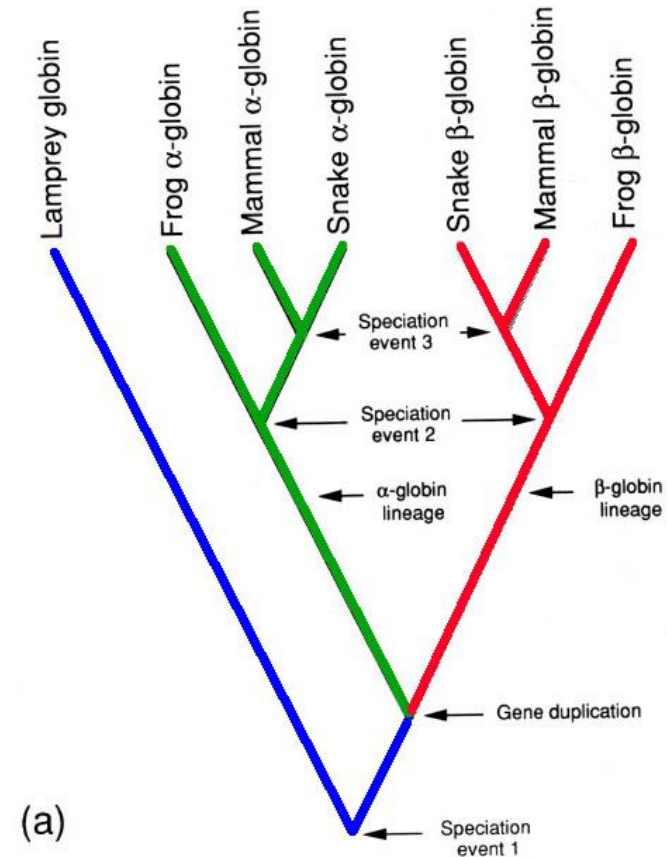 Lamprey globin
Frog α-globin
Mammal α-globin
Snake α-globin
Snake β-globin
Mammal β-globin
Frog β-globin
Speciation
event 3
Speciation
event 2
α-globin
lineage
β-globin
lineage
Gene duplication
(a)
Speciation
event 1